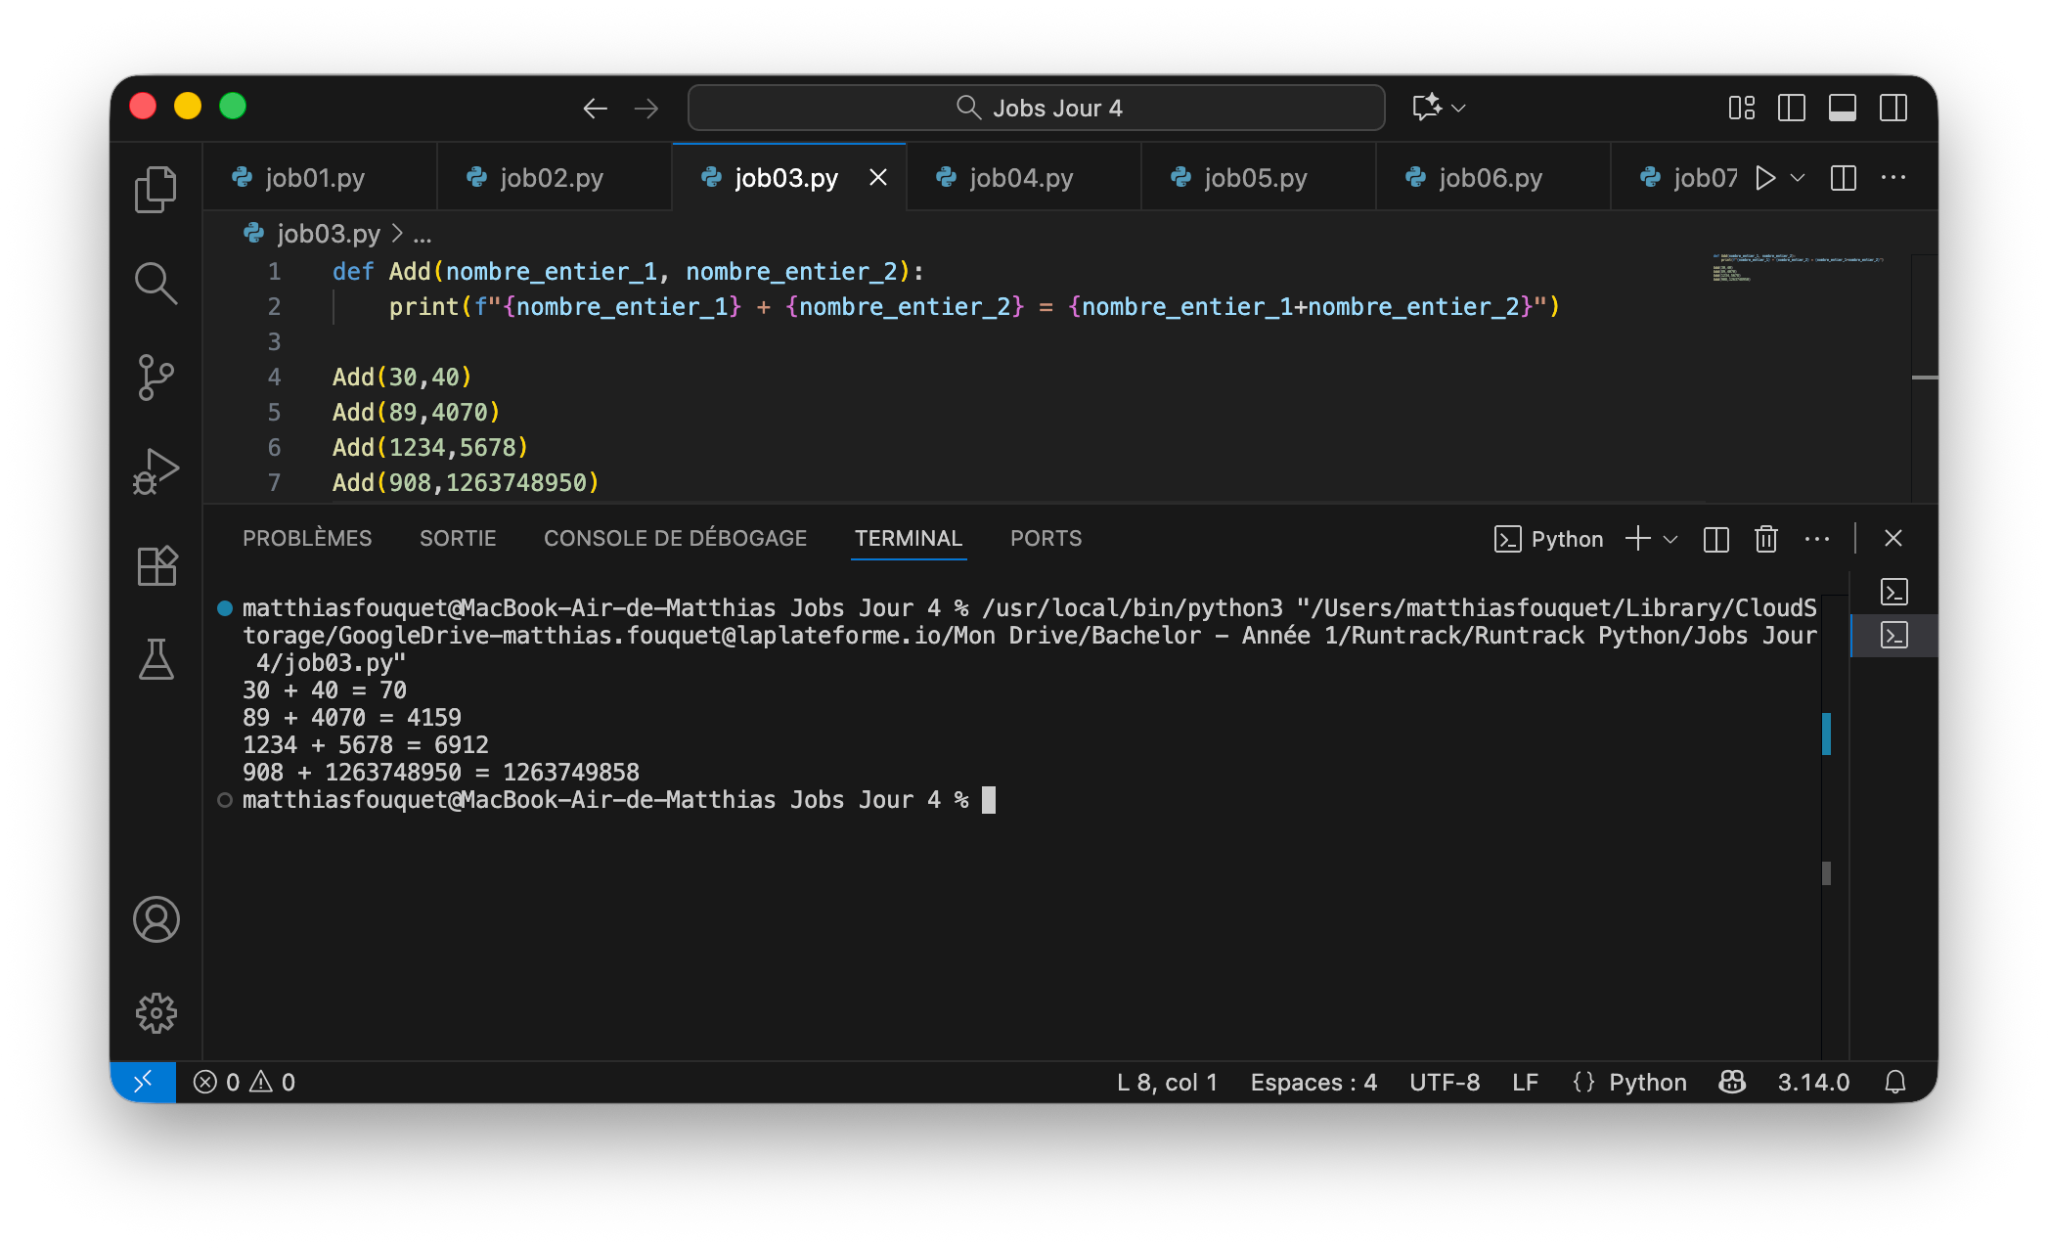 Jobs Jour 4
job01.py job02.py job03.py job04.py job05.py job06.py job07
job03.py > ...
1 def Add(nombre_entier_1, nombre_entier_2):
2     print(f"{nombre_entier_1} + {nombre_entier_2} = {nombre_entier_1+nombre_entier_2}")
3
4 Add(30,40)
5 Add(89,4070)
6 Add(1234,5678)
7 Add(908,1263748950)
PROBLÈMES SORTIE CONSOLE DE DÉBOGAGE TERMINAL PORTS Python
matthiasfouquet@MacBook-Air-de-Matthias Jobs Jour 4 % /usr/local/bin/python3 "/Users/matthiasfouquet/Library/CloudS
torage/GoogleDrive-matthias.fouquet@laplateforme.io/Mon Drive/Bachelor - Année 1/Runtrack/Runtrack Python/Jobs Jour
 4/job03.py"
30 + 40 = 70
89 + 4070 = 4159
1234 + 5678 = 6912
908 + 1263748950 = 1263749858
matthiasfouquet@MacBook-Air-de-Matthias Jobs Jour 4 %
0 0 L 8, col 1 Espaces : 4 UTF-8 LF {} Python 3.14.0